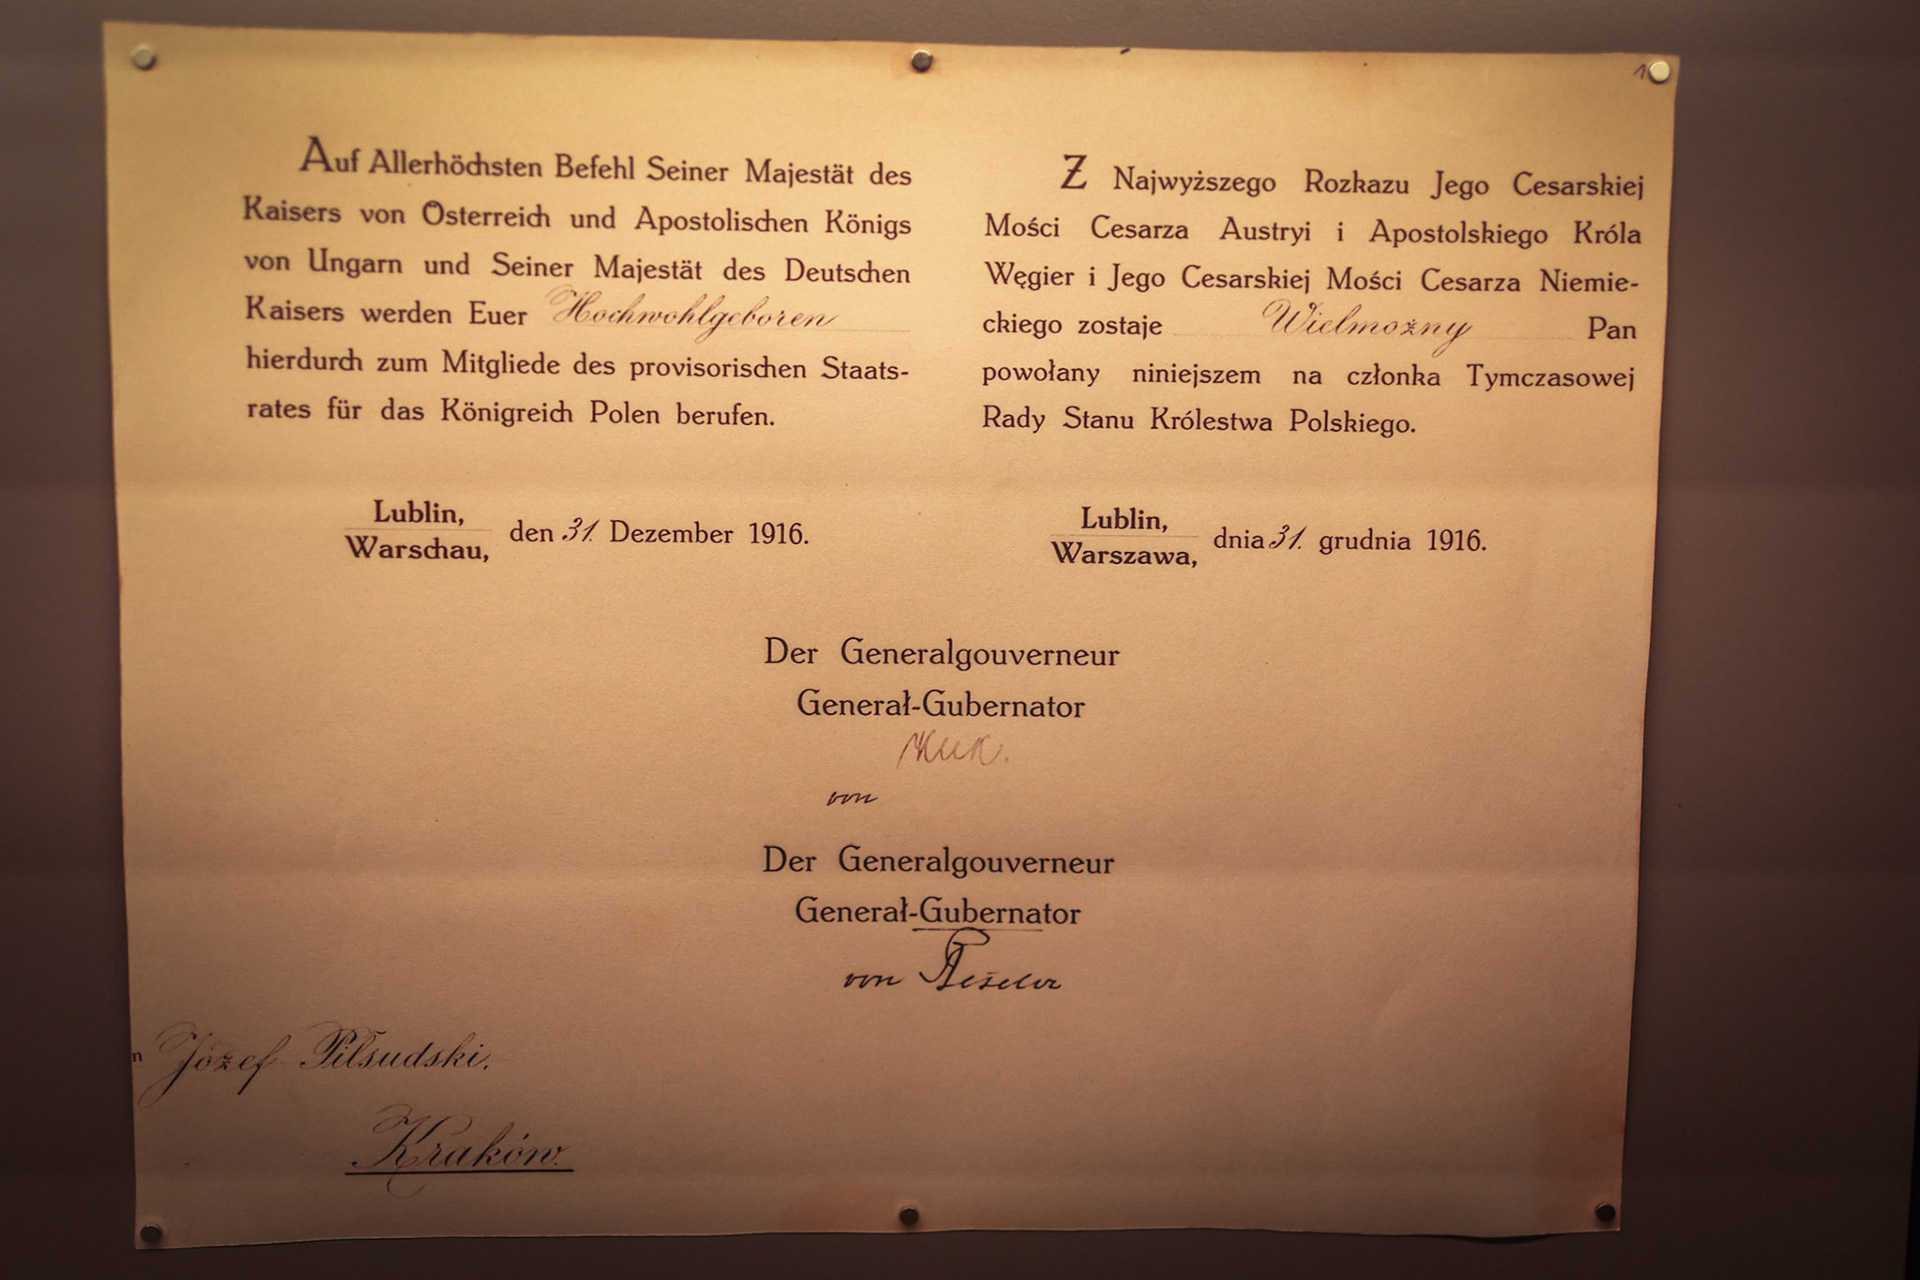 1
Auf Allerhöchsten Befehl Seiner Majestät des
Kaisers von Österreich und Apostolischen Königs
von Ungarn und Seiner Majestät des Deutschen
Kaisers werden Euer Hochwohlgeboren
hierdurch zum Mitgliede des provisorischen Staats-
rates für das Königreich Polen berufen.
Lublin,
Warschau, den 31. Dezember 1916.
Z Najwyższego Rozkazu Jego Cesarskiej
Mości Cesarza Austryi i Apostolskiego Króla
Węgier i Jego Cesarskiej Mości Cesarza Niemie-
ckiego zostaje Wielmożny Pan
powołany niniejszem na członka Tymczasowej
Rady Stanu Królestwa Polskiego.
Lublin,
Warszawa, dnia 31. grudnia 1916.
Der Generalgouverneur
Generał-Gubernator
Kuk.
von
Der Generalgouverneur
Generał-Gubernator
von Beseler
n Józef Piłsudski.
Kraków.